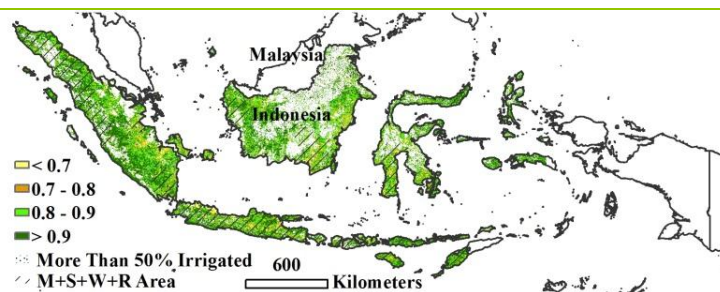 Malaysia
Indonesia
< 0.7
0.7 - 0.8
0.8 - 0.9
> 0.9
More Than 50% Irrigated
M+S+W+R Area
600
Kilometers